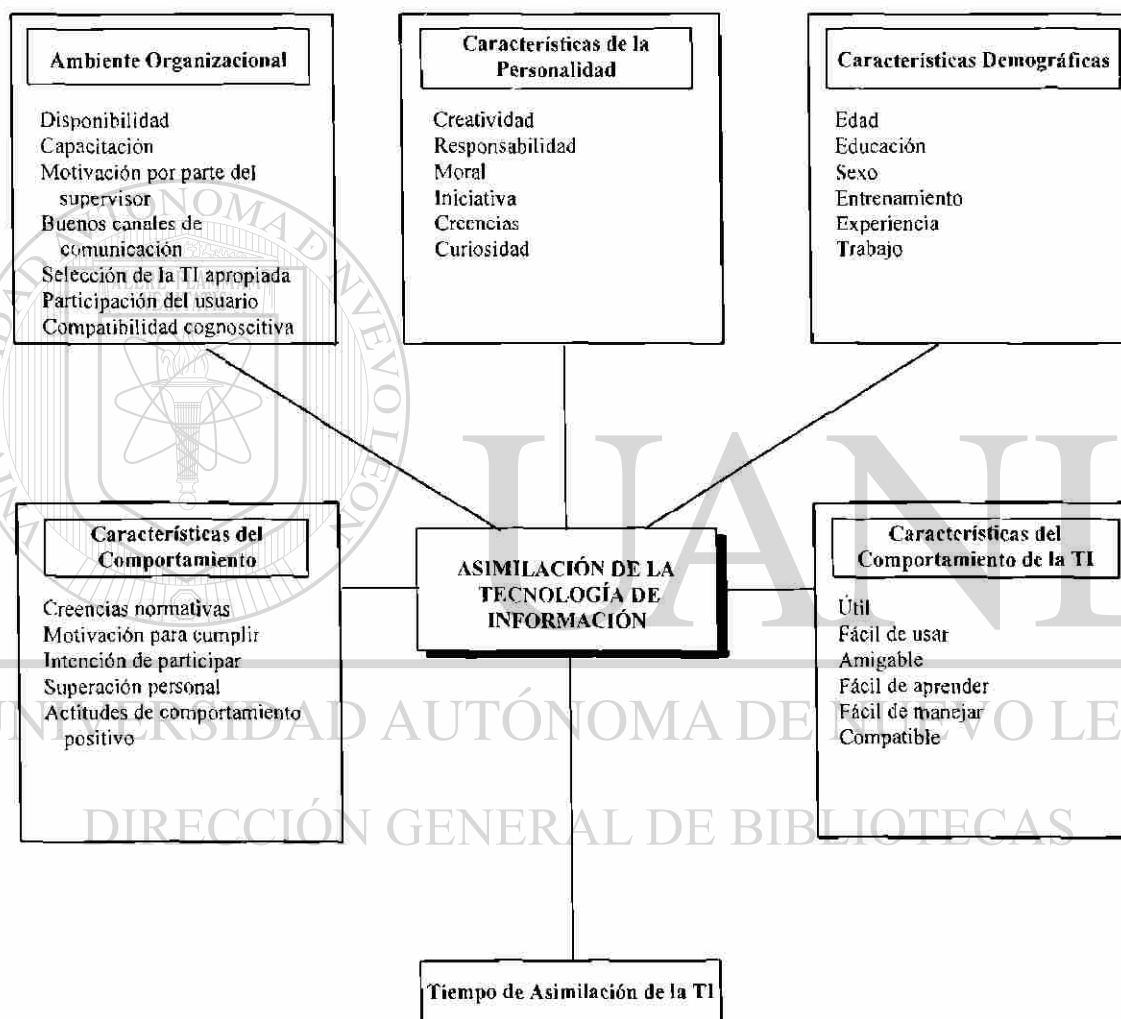 Ambiente Organizacional
Disponibilidad
Capacitación
Motivación por parte del
supervisor
Buenos canales de
comunicación
Selección de la TI apropiada
Participación del usuario
Compatibilidad cognoscitiva
Características de la
Personalidad
Creatividad
Responsabilidad
Moral
Iniciativa
Creencias
Curiosidad
Características Demográficas
Edad
Educación
Sexo
Entrenamiento
Experiencia
Trabajo
Características del
Comportamiento
Creencias normativas
Motivación para cumplir
Intención de participar
Superación personal
Actitudes de comportamiento
positivo
ASIMILACIÓN DE LA
TECNOLOGÍA DE
INFORMACIÓN
Características del
Comportamiento de la TI
Útil
Fácil de usar
Amigable
Fácil de aprender
Fácil de manejar
Compatible
Tiempo de Asimilación de la TI
UANL
UNIVERSIDAD AUTÓNOMA DE NUEVO LE
DIRECCIÓN GENERAL DE BIBLIOTECAS